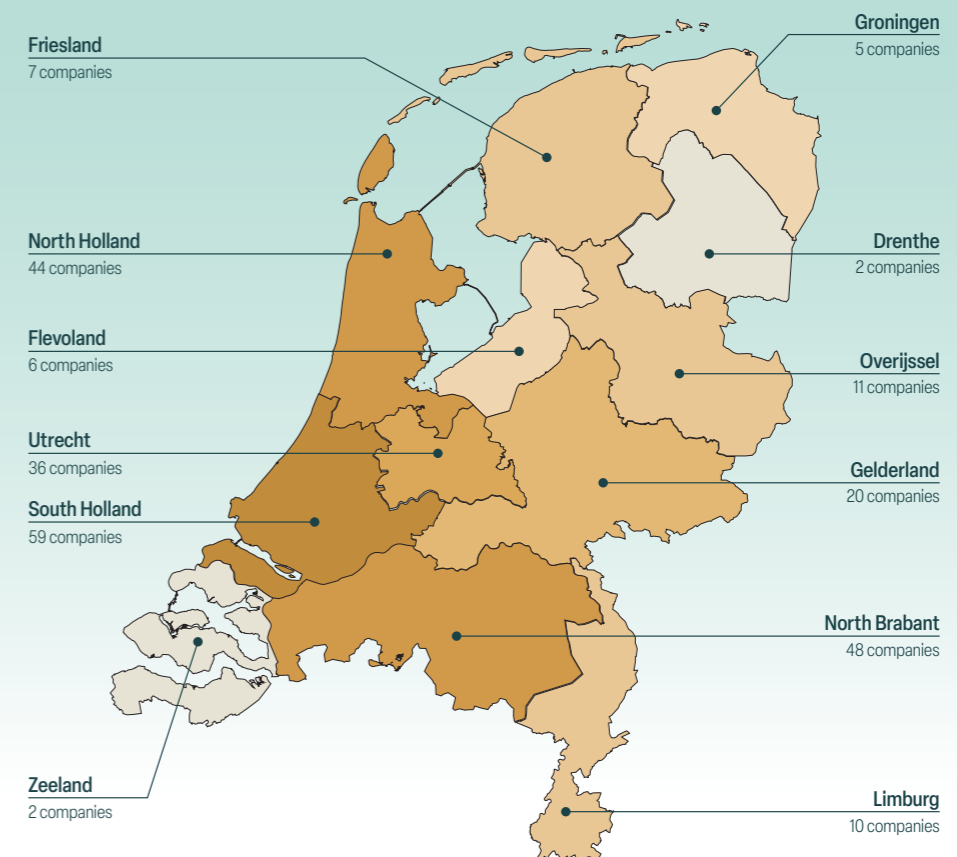 Friesland
7 companies
North Holland
44 companies
Flevoland
6 companies
Utrecht
36 companies
South Holland
59 companies
Zeeland
2 companies
Groningen
5 companies
Drenthe
2 companies
Overijssel
11 companies
Gelderland
20 companies
North Brabant
48 companies
Limburg
10 companies